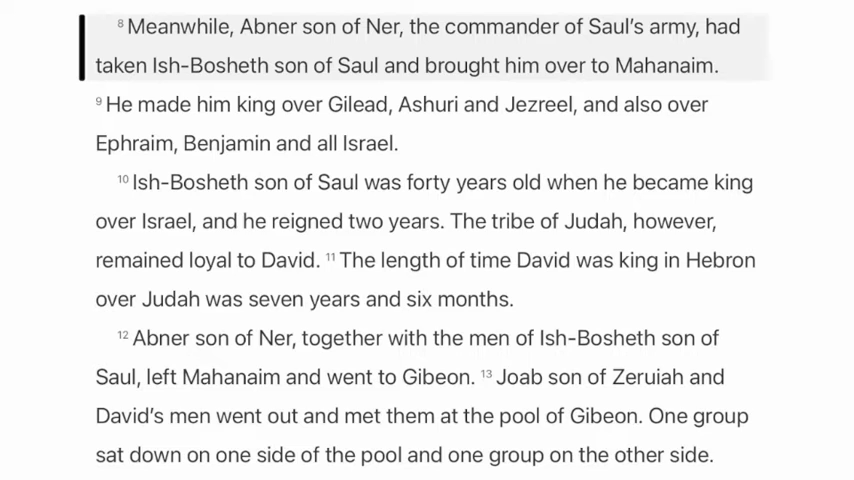 8 Meanwhile, Abner son of Ner, the commander of Saul’s army, had
taken Ish-Bosheth son of Saul and brought him over to Mahanaim.
9 He made him king over Gilead, Ashuri and Jezreel, and also over
Ephraim, Benjamin and all Israel.
10 Ish-Bosheth son of Saul was forty years old when he became king
over Israel, and he reigned two years. The tribe of Judah, however,
remained loyal to David. 11 The length of time David was king in Hebron
over Judah was seven years and six months.
12 Abner son of Ner, together with the men of Ish-Bosheth son of
Saul, left Mahanaim and went to Gibeon. 13 Joab son of Zeruiah and
David’s men went out and met them at the pool of Gibeon. One group
sat down on one side of the pool and one group on the other side.